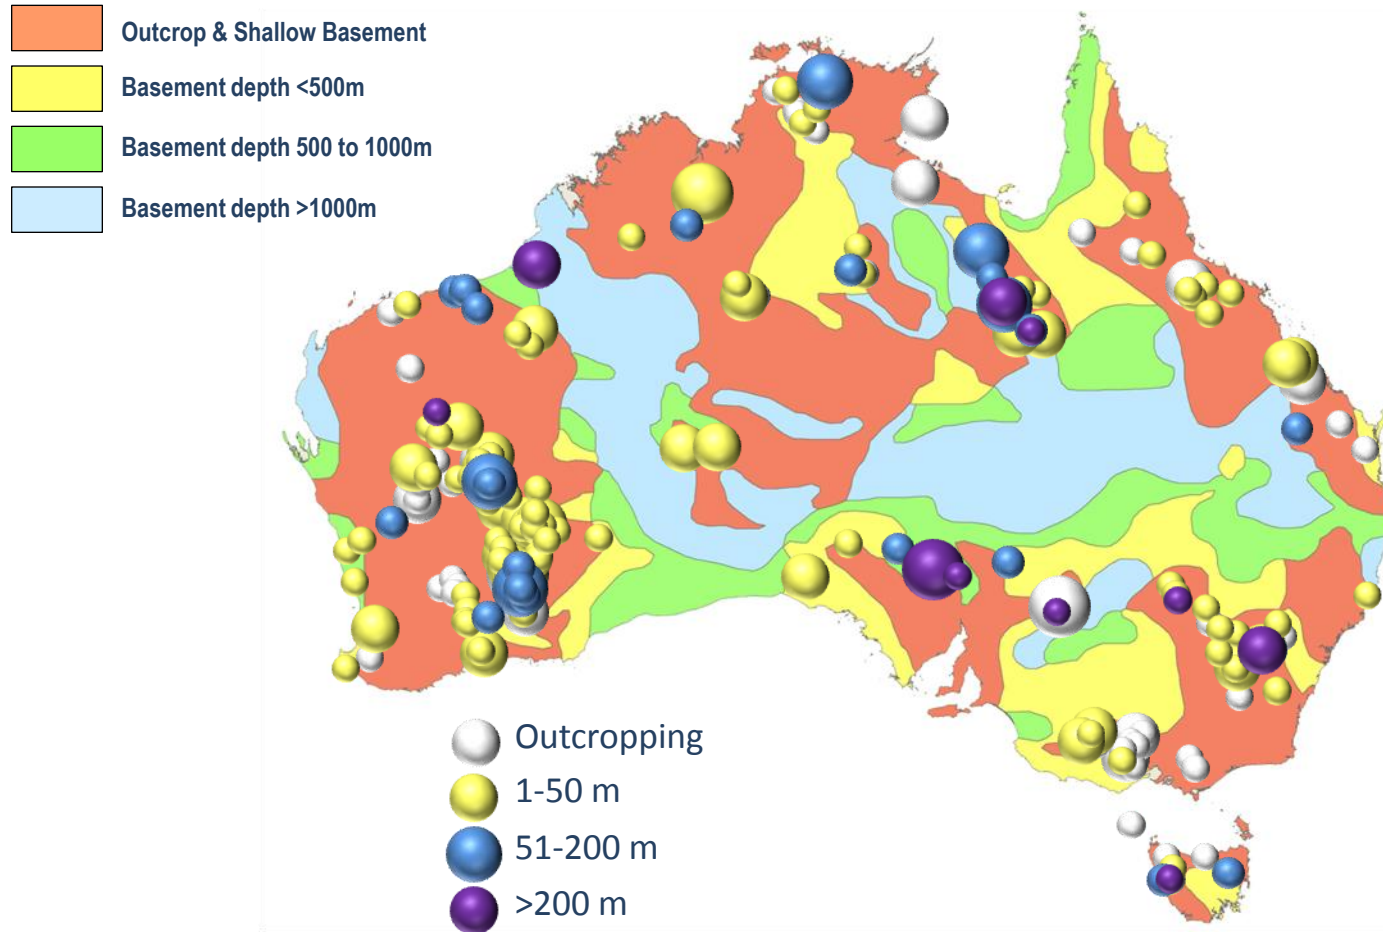 Outcrop & Shallow Basement
Basement depth <500m
Basement depth 500 to 1000m
Basement depth >1000m
Outcropping
1-50 m
51-200 m
>200 m